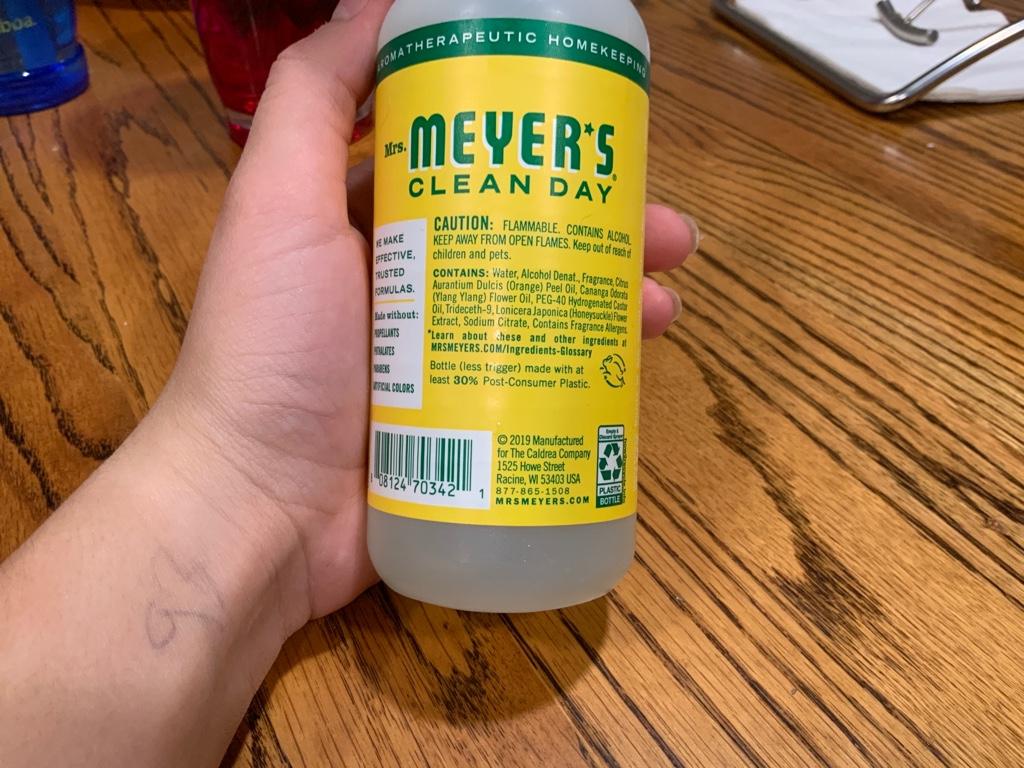 AROMATHERAPEUTIC HOMEKEEPING
Mrs. MEYER'S
CLEAN DAY
CAUTION: FLAMMABLE. CONTAINS ALCOHOL.
KEEP AWAY FROM OPEN FLAMES. Keep out of reach of
children and pets.
CONTAINS: Water, Alcohol Denat., Fragrance, Citrus
Aurantium Dulcis (Orange) Peel Oil, Cananga Odorata
(Ylang Ylang) Flower Oil, PEG-40 Hydrogenated Castor
Oil, Trideceth-9, Lonicera Japonica (Honeysuckle) Flower
Extract, Sodium Citrate, Contains Fragrance Allergens.
*Learn about these and other ingredients at
MRSMEYERS.COM/Ingredients-Glossary
Bottle (less trigger) made with at
least 30% Post-Consumer Plastic.
WE MAKE
EFFECTIVE,
TRUSTED
FORMULAS.
Made without:
PROPELLANTS
PHTHALATES
PARABENS
ARTIFICIAL COLORS
8 08124 70342 1
© 2019 Manufactured
for The Caldrea Company
1525 Howe Street
Racine, WI 53403 USA
877-865-1508
MRSMEYERS.COM
Empty &
PLASTIC
BOTTLE